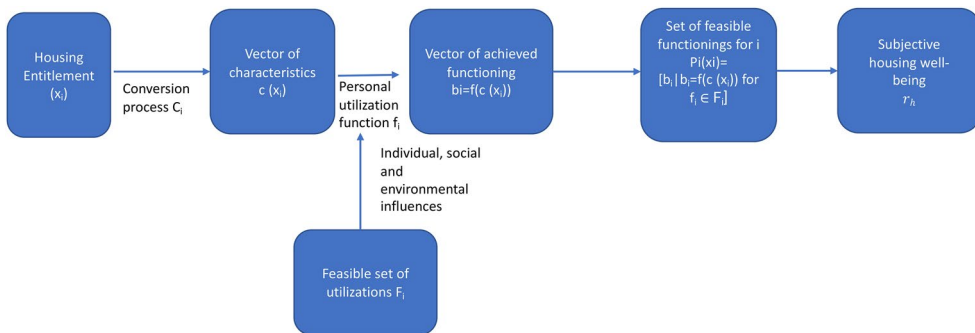 Housing
Entitlement
(xᵢ)
Conversion
process Cᵢ
Vector of
characteristics
c (xᵢ)
Personal
utilization
function fᵢ
Vector of achieved
functioning
bi=f(c (xᵢ))
Set of feasible
functionings for i
Pi(xi)=
[bᵢ|bᵢ=f(c (xᵢ)) for
fᵢ ∈ Fᵢ]
Subjective
housing well-
being
rₕ
Individual, social
and
environmental
influences
Feasible set of
utilizations Fᵢ